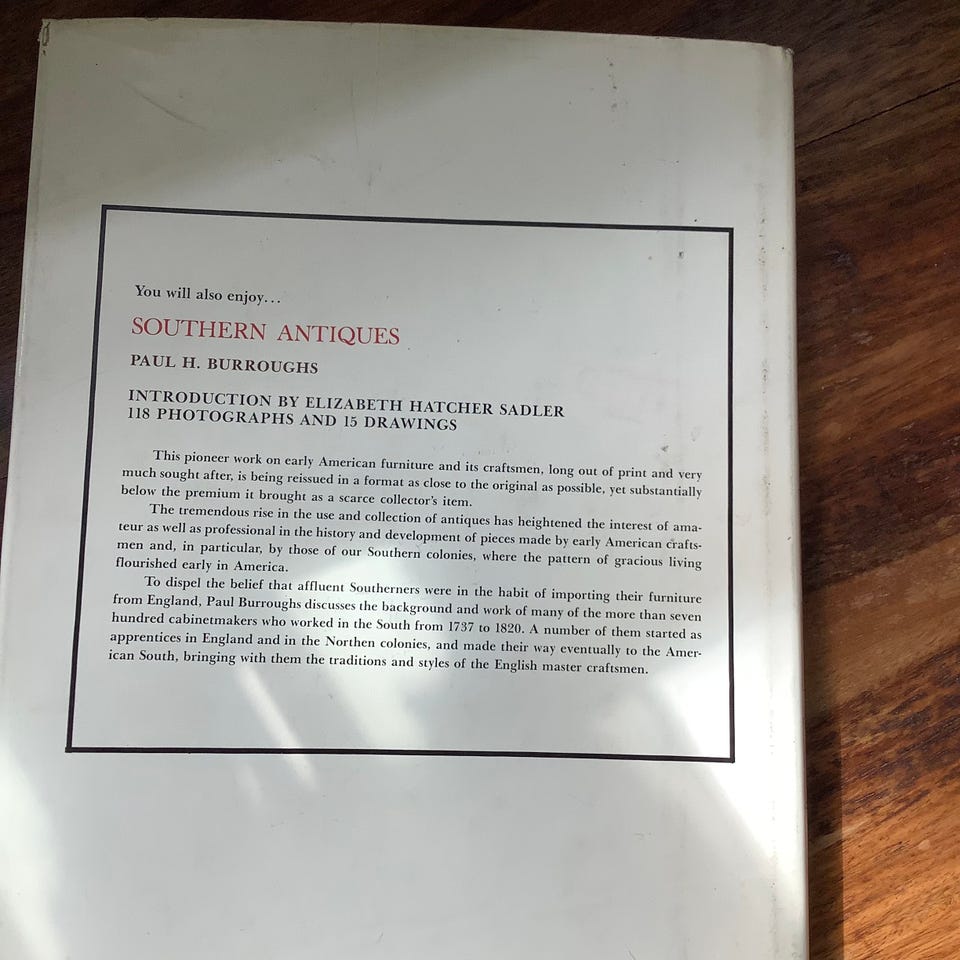 You will also enjoy...
SOUTHERN ANTIQUES
PAUL H. BURROUGHS
INTRODUCTION BY ELIZABETH HATCHER SADLER
118 PHOTOGRAPHS AND 15 DRAWINGS
This pioneer work on early American furniture and its craftsmen, long out of print and very
much sought after, is being reissued in a format as close to the original as possible, yet substantially
below the premium it brought as a scarce collector's item.
The tremendous rise in the use and collection of antiques has heightened the interest of ama-
teur as well as professional in the history and development of pieces made by early American crafts-
men and, in particular, by those of our Southern colonies, where the pattern of gracious living
flourished early in America.
To dispel the belief that affluent Southerners were in the habit of importing their furniture
from England, Paul Burroughs discusses the background and work of many of the more than seven
hundred cabinetmakers who worked in the South from 1737 to 1820. A number of them started as
apprentices in England and in the Northen colonies, and made their way eventually to the Amer-
ican South, bringing with them the traditions and styles of the English master craftsmen.